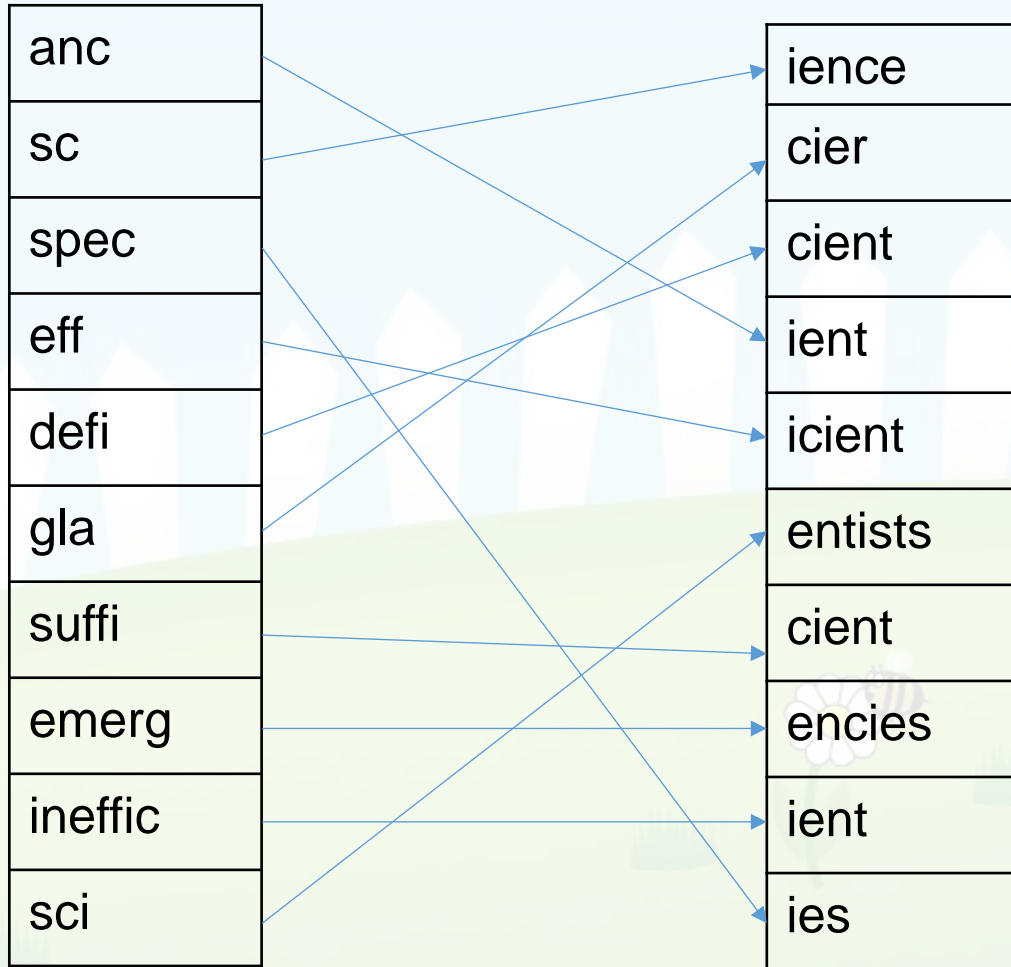 anc
sc
spec
eff
defi
gla
suffi
emerg
ineffic
sci
ience
cier
cient
ient
icient
entists
cient
encies
ient
ies